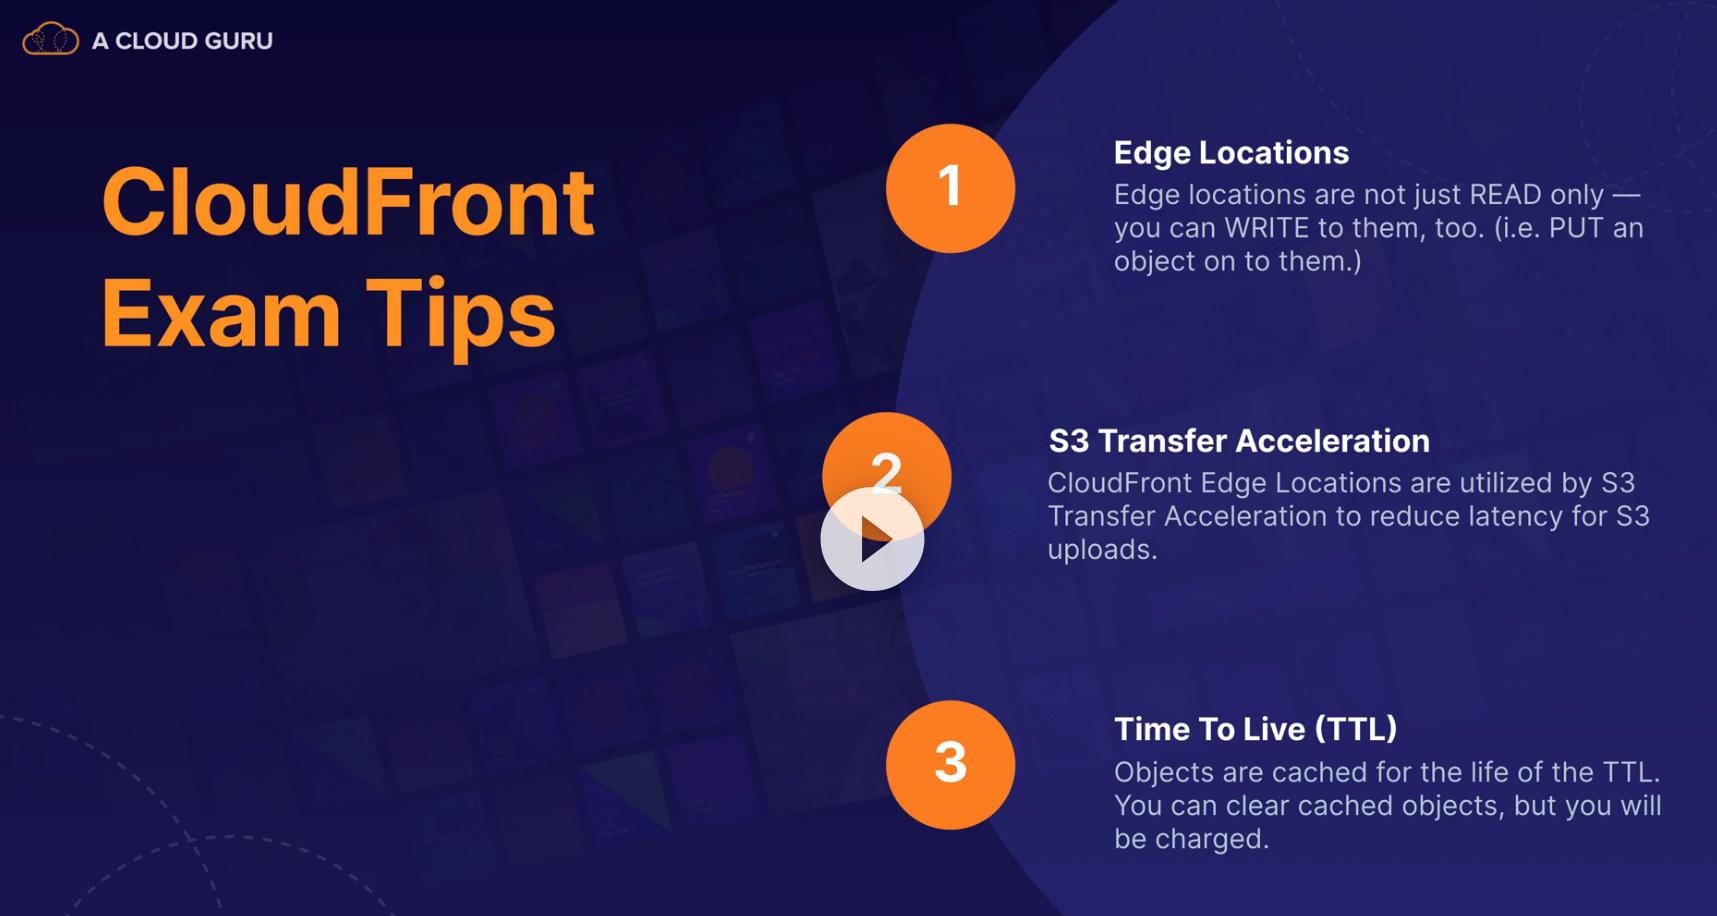 A CLOUD GURU
CloudFront
Exam Tips
1
Edge Locations
Edge locations are not just READ only —
you can WRITE to them, too. (i.e. PUT an
object on to them.)
2
S3 Transfer Acceleration
CloudFront Edge Locations are utilized by S3
Transfer Acceleration to reduce latency for S3
uploads.
3
Time To Live (TTL)
Objects are cached for the life of the TTL.
You can clear cached objects, but you will
be charged.